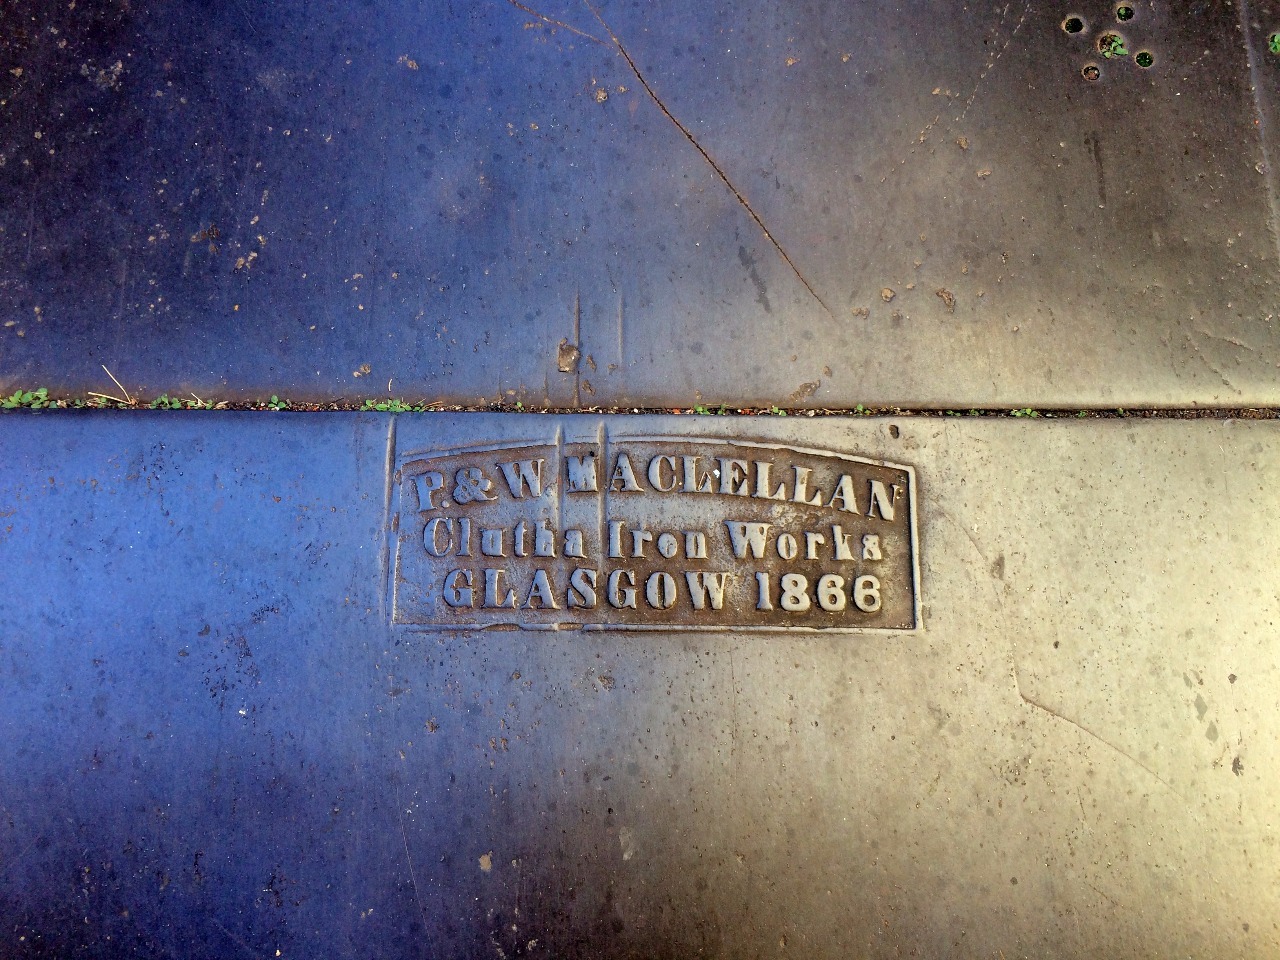 P. & W. MACLELLAN
Clutha Iron Works
GLASGOW 1866